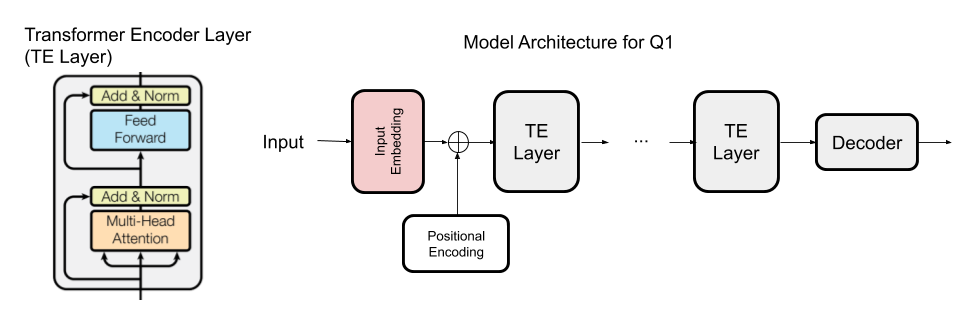 Transformer Encoder Layer
(TE Layer)
Add & Norm
Feed
Forward
Add & Norm
Multi-Head
Attention
Model Architecture for Q1
Input
Input
Embedding
Positional
Encoding
TE
Layer
...
TE
Layer
Decoder